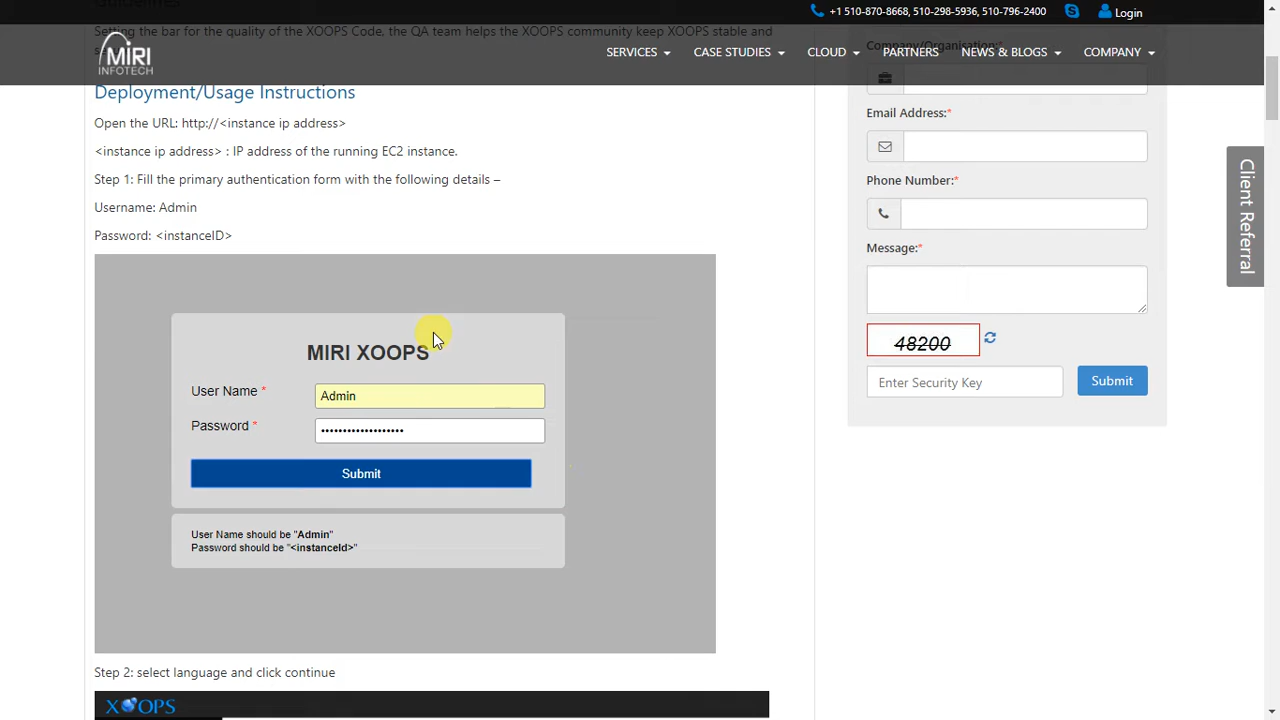 Guidelines
+1 510-870-8668, 510-298-5936, 510-796-2400
Login
Setting the bar for the quality of the XOOPS Code, the QA team helps the XOOPS community keep XOOPS stable and
MIRI
INFOTECH
SERVICES
CASE STUDIES
CLOUD
PARTNERS
NEWS & BLOGS
COMPANY
Company/Organisation:*
Deployment/Usage Instructions
Open the URL: http://<instance ip address>
<instance ip address> : IP address of the running EC2 instance.
Step 1: Fill the primary authentication form with the following details –
Username: Admin
Password: <instanceID>
MIRI XOOPS
User Name *
Admin
Password *
•••••••••••••••••••
Submit
User Name should be "Admin"
Password should be "<instanceId>"
Step 2: select language and click continue
XOOPS
Email Address:*
Phone Number:*
Message:*
48200
Enter Security Key
Submit
Client Referral